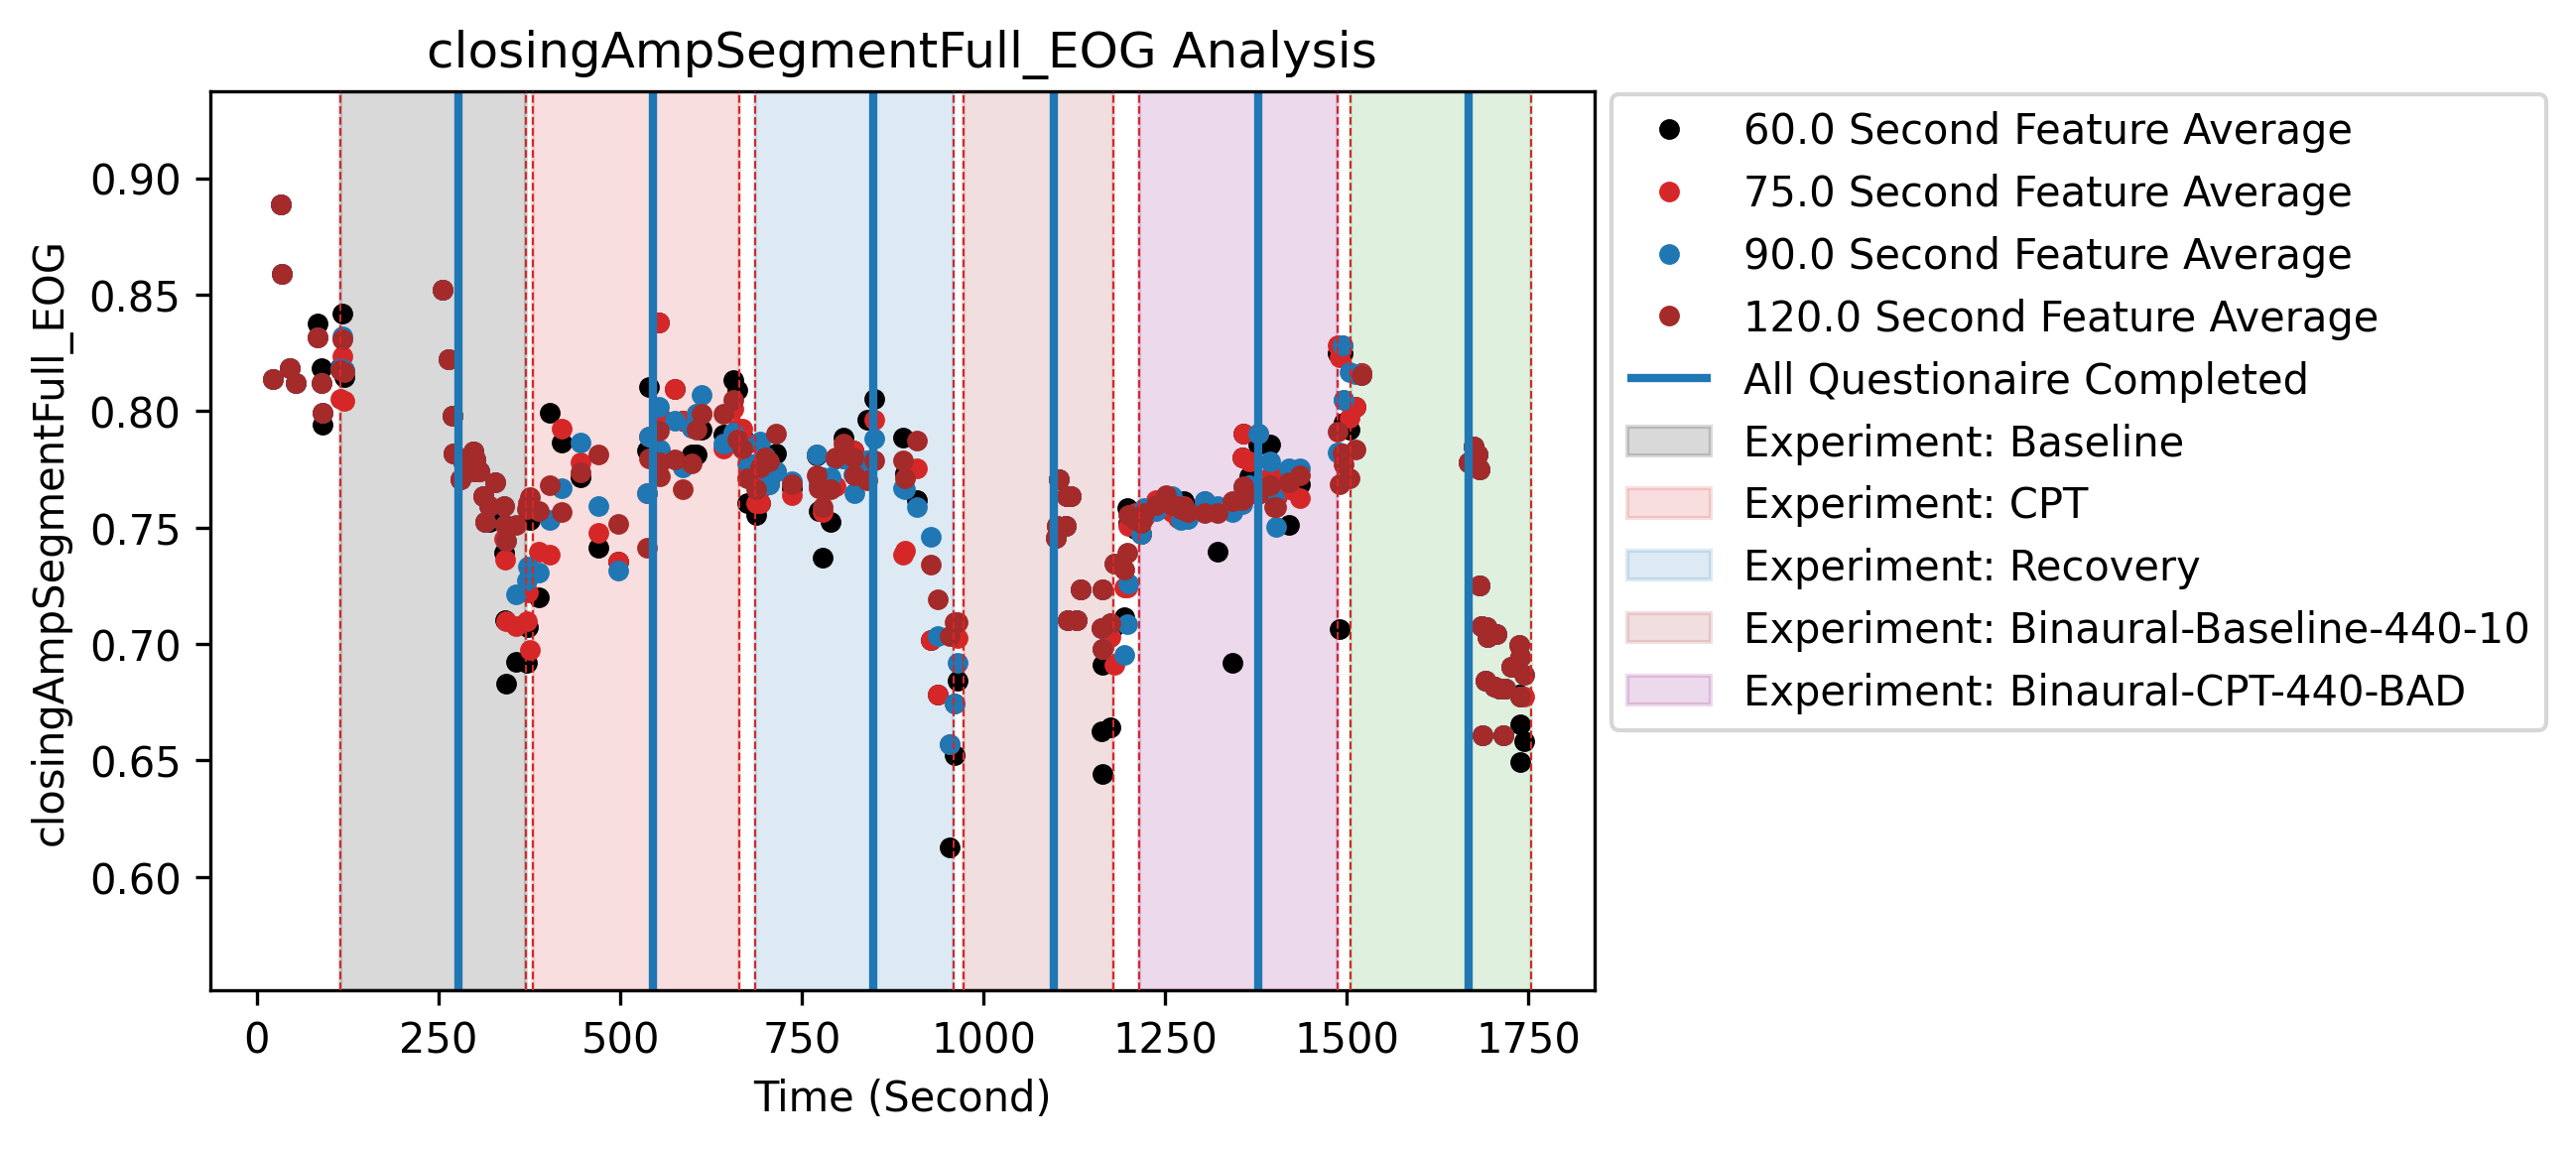 closingAmpSegmentFull_EOG Analysis
closingAmpSegmentFull_EOG
0.90
0.85
0.80
0.75
0.70
0.65
0.60
0
250
500
750
1000
1250
1500
1750
Time (Second)
60.0 Second Feature Average
75.0 Second Feature Average
90.0 Second Feature Average
120.0 Second Feature Average
All Questionaire Completed
Experiment: Baseline
Experiment: CPT
Experiment: Recovery
Experiment: Binaural-Baseline-440-10
Experiment: Binaural-CPT-440-BAD